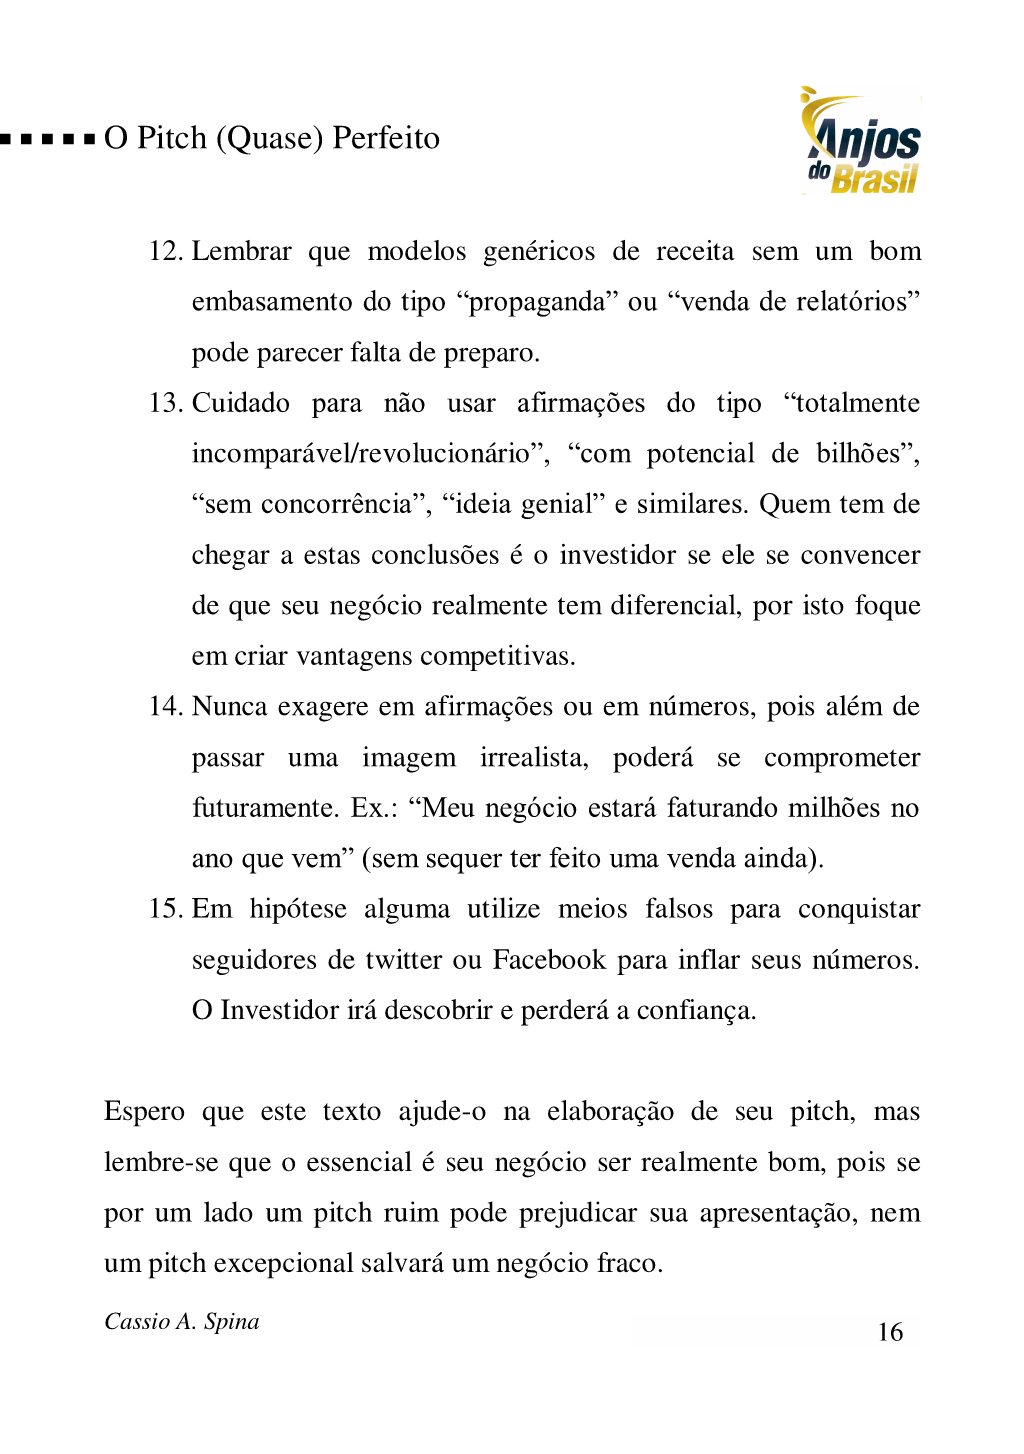 O Pitch (Quase) Perfeito
Anjos
do Brasil
12. Lembrar que modelos genéricos de receita sem um bom
embasamento do tipo “propaganda” ou “venda de relatórios”
pode parecer falta de preparo.
13. Cuidado para não usar afirmações do tipo “totalmente
incomparável/revolucionário”, “com potencial de bilhões”,
“sem concorrência”, “ideia genial” e similares. Quem tem de
chegar a estas conclusões é o investidor se ele se convencer
de que seu negócio realmente tem diferencial, por isto foque
em criar vantagens competitivas.
14. Nunca exagere em afirmações ou em números, pois além de
passar uma imagem irrealista, poderá se comprometer
futuramente. Ex.: “Meu negócio estará faturando milhões no
ano que vem” (sem sequer ter feito uma venda ainda).
15. Em hipótese alguma utilize meios falsos para conquistar
seguidores de twitter ou Facebook para inflar seus números.
O Investidor irá descobrir e perderá a confiança.
Espero que este texto ajude-o na elaboração de seu pitch, mas
lembre-se que o essencial é seu negócio ser realmente bom, pois se
por um lado um pitch ruim pode prejudicar sua apresentação, nem
um pitch excepcional salvará um negócio fraco.
Cassio A. Spina
16